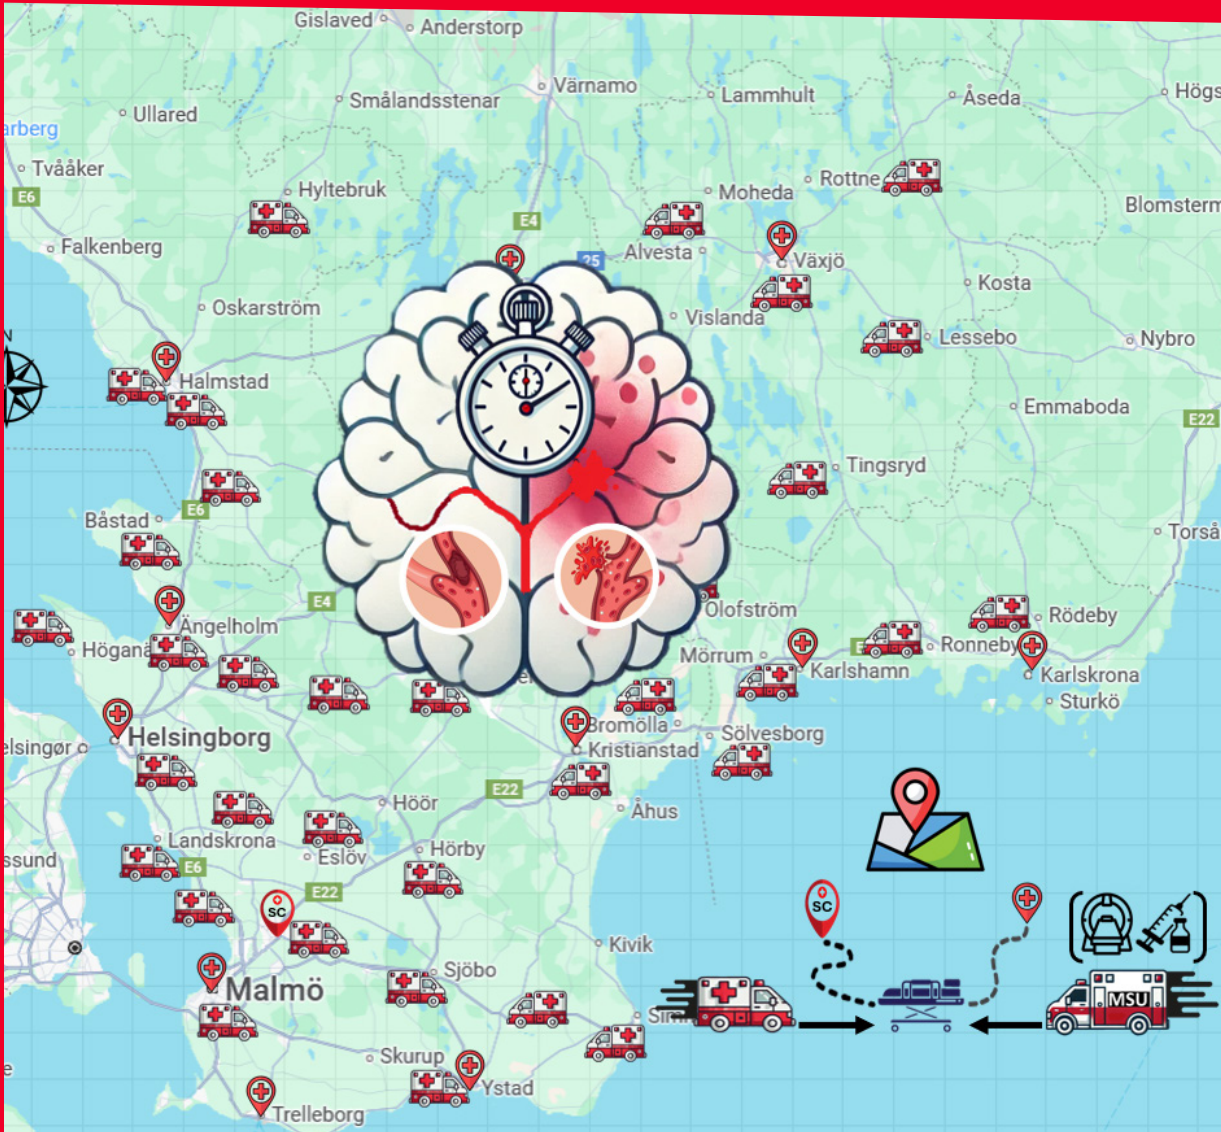 Gislaved
Anderstorp
Värnamo
Smålandsstenar
Lammhult
Åseda
Högs
Ullared
arberg
Tvååker
E6
Hyltebruk
Moheda
Rottne
Blomsterm
E4
Falkenberg
Alvesta
25
Växjö
Oskarström
Kosta
Vislanda
N
Lessebo
Nybro
Halmstad
Emmaboda
E22
Tingsryd
E6
Båstad
Torså
E4
Olofström
Rödeby
Ängelholm
Högana
Mörrum
Ronneby
Karlshamn
Karlskrona
Sturkö
Helsingborg
elsingør
Bromölla
Kristianstad
Sölvesborg
E22
Höör
Åhus
Landskrona
ssund
Eslöv
Hörby
E6
E22
SC
SC
Kivik
Sjöbo
Malmö
MSU
Sim
Skurup
Ystad
Trelleborg